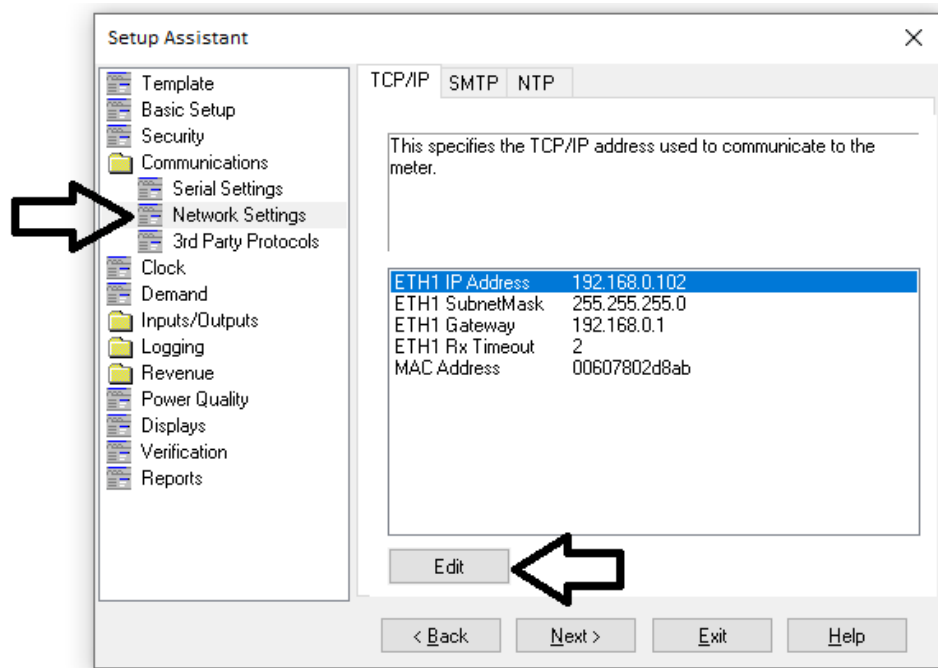 Setup Assistant
Template
Basic Setup
Security
Communications
Serial Settings
Network Settings
3rd Party Protocols
Clock
Demand
Inputs/Outputs
Logging
Revenue
Power Quality
Displays
Verification
Reports
TCP/IP SMTP NTP
This specifies the TCP/IP address used to communicate to the
meter.
ETH1 IP Address 192.168.0.102
ETH1 SubnetMask 255.255.255.0
ETH1 Gateway 192.168.0.1
ETH1 Rx Timeout 2
MAC Address 00607802d8ab
Edit
< Back Next > Exit Help